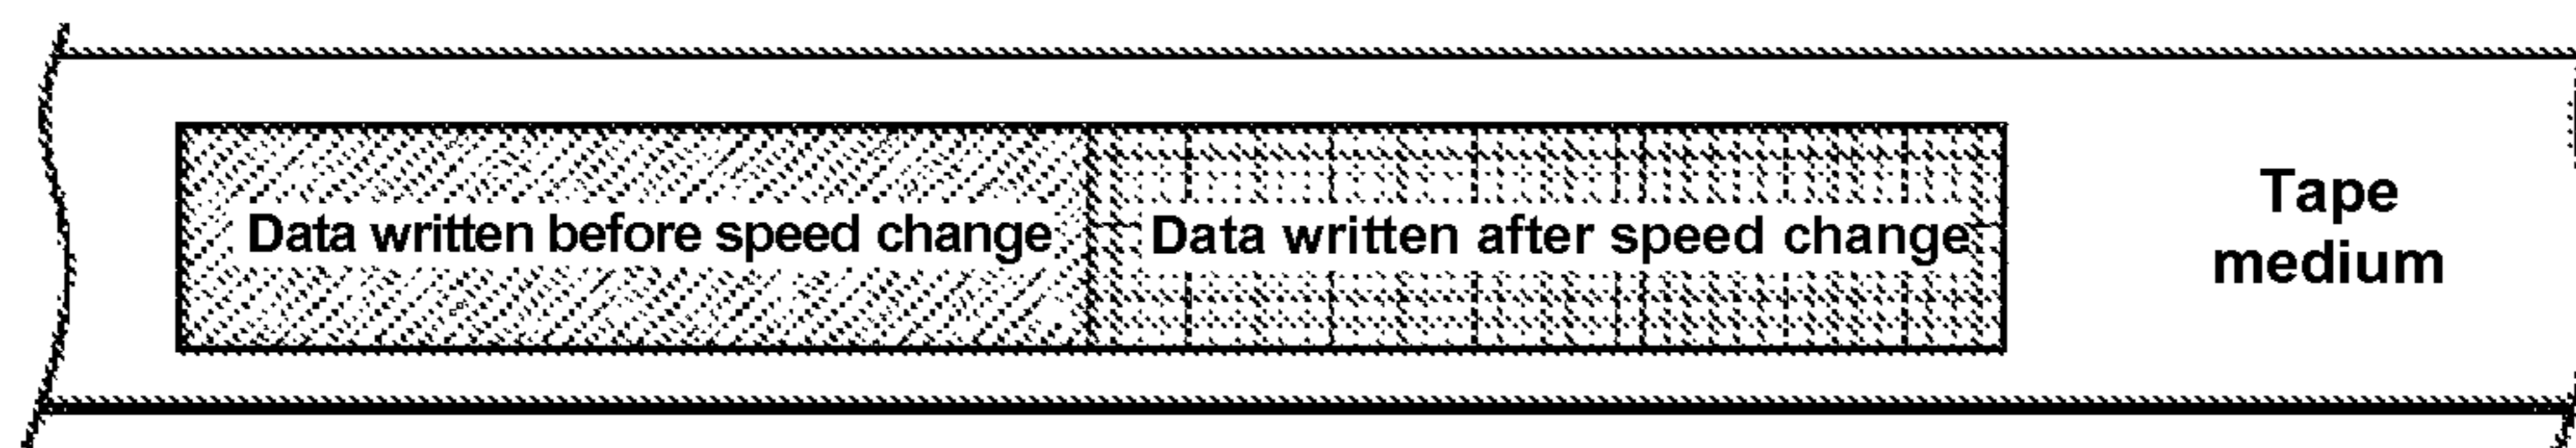 Data written before speed change
Data written after speed change
Tape
medium